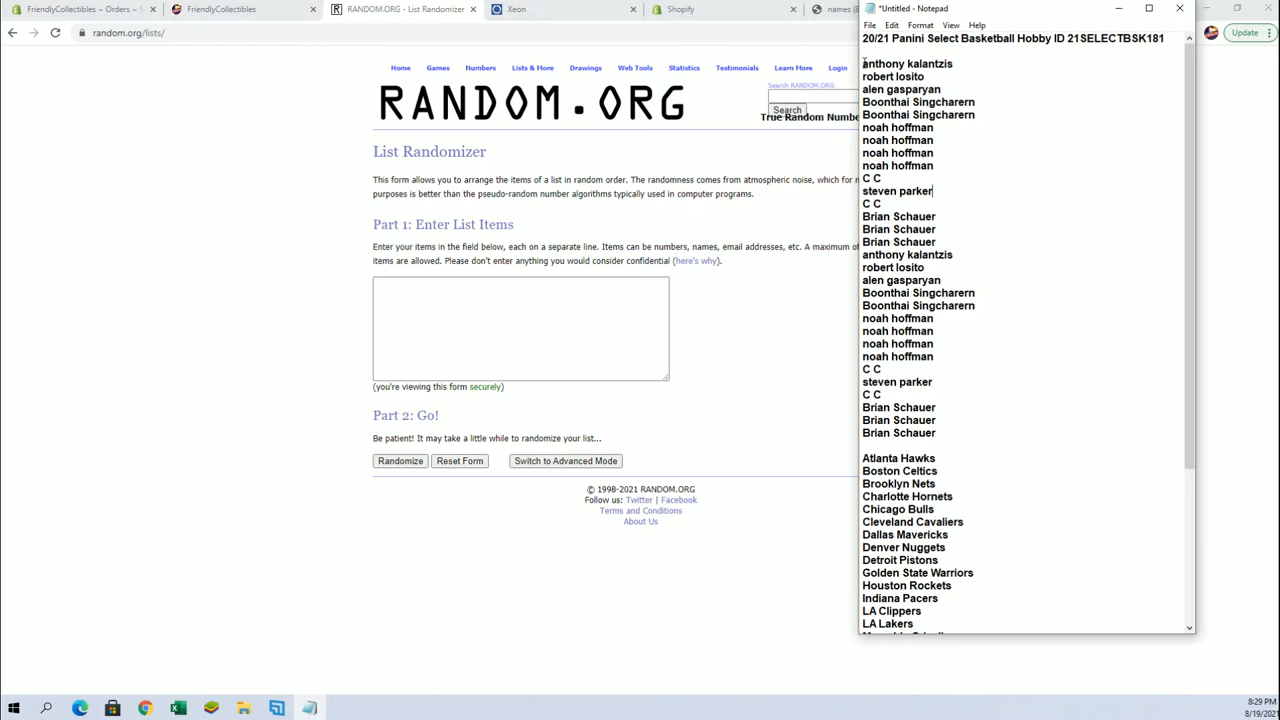 FriendlyCollectibles ~ Orders ~
FriendlyCollectibles
RANDOM.ORG - List Randomizer
Xeon
Shopify
names (
*Untitled - Notepad
File Edit Format View Help
random.org/lists/
Update
Home Games Numbers Lists & More Drawings Web Tools Statistics Testimonials Learn More Login
Search RANDOM.ORG
Search
RANDOM.ORG
True Random Numbe
List Randomizer
This form allows you to arrange the items of a list in random order. The randomness comes from atmospheric noise, which for m
purposes is better than the pseudo-random number algorithms typically used in computer programs.
Part 1: Enter List Items
Enter your items in the field below, each on a separate line. Items can be numbers, names, email addresses, etc. A maximum of
items are allowed. Please don't enter anything you would consider confidential (here's why).
(you're viewing this form securely)
Part 2: Go!
Be patient! It may take a little while to randomize your list...
Randomize Reset Form Switch to Advanced Mode
© 1998-2021 RANDOM.ORG
Follow us: Twitter | Facebook
Terms and Conditions
About Us
20/21 Panini Select Basketball Hobby ID 21SELECTBSK181
anthony kalantzis
robert losito
alen gasparyan
Boonthai Singcharern
Boonthai Singcharern
noah hoffman
noah hoffman
noah hoffman
noah hoffman
C C
steven parker
C C
Brian Schauer
Brian Schauer
Brian Schauer
anthony kalantzis
robert losito
alen gasparyan
Boonthai Singcharern
Boonthai Singcharern
noah hoffman
noah hoffman
noah hoffman
noah hoffman
C C
steven parker
C C
Brian Schauer
Brian Schauer
Brian Schauer
Atlanta Hawks
Boston Celtics
Brooklyn Nets
Charlotte Hornets
Chicago Bulls
Cleveland Cavaliers
Dallas Mavericks
Denver Nuggets
Detroit Pistons
Golden State Warriors
Houston Rockets
Indiana Pacers
LA Clippers
LA Lakers
8:29 PM
8/19/2021